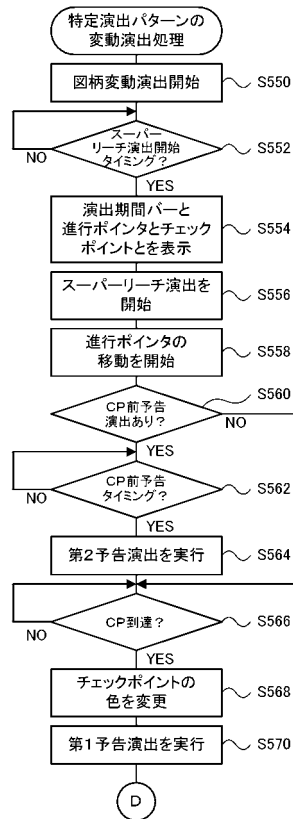 特定演出パターンの
変動演出処理
図柄変動演出開始
S550
スーパー
リーチ演出開始
タイミング?
S552
NO
YES
演出期間バーと
進行ポインタとチェック
ポイントとを表示
S554
スーパーリーチ演出を
開始
S556
進行ポインタの
移動を開始
S558
S560
CP前予告
演出あり?
NO
YES
CP前予告
タイミング?
S562
NO
YES
第2予告演出を実行
S564
CP到達?
S566
NO
YES
チェックポイントの
色を変更
S568
第1予告演出を実行
S570
D